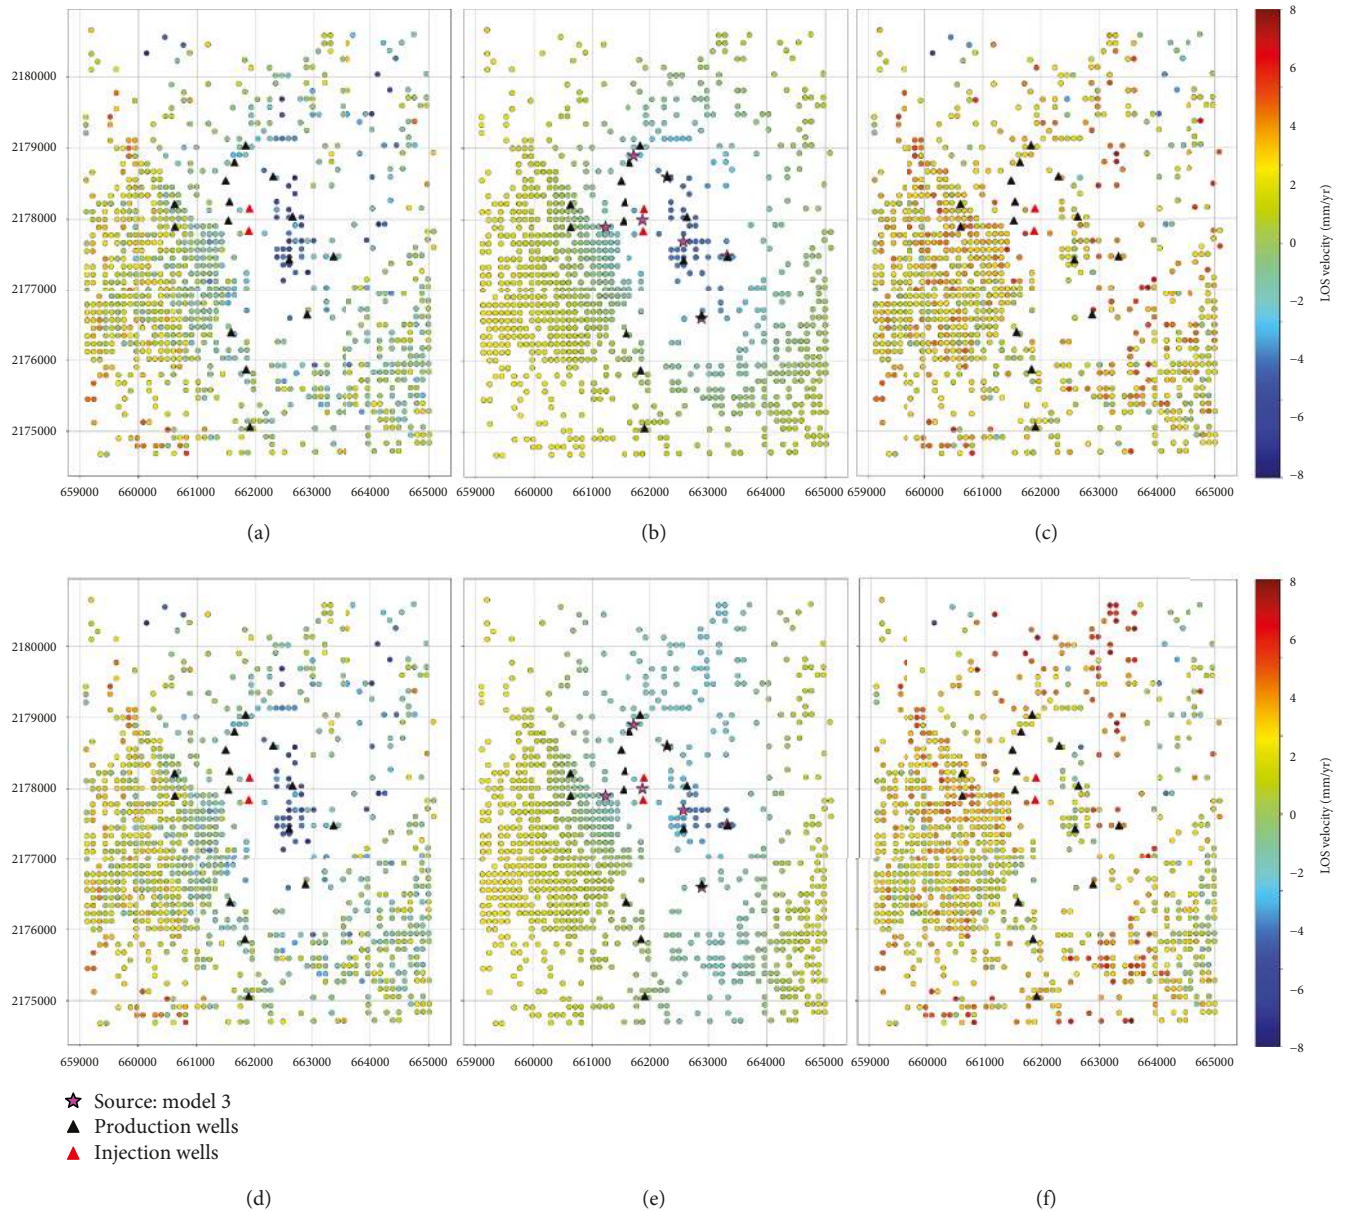 8
6
4
2
0
−2
−4
−6
−8
LOS velocity (mm/yr)
2180000
2179000
2178000
2177000
2176000
2175000
659000 660000 661000 662000 663000 664000 665000
659000 660000 661000 662000 663000 664000 665000
659000 660000 661000 662000 663000 664000 665000
(a) (b) (c)
8
6
4
2
0
−2
−4
−6
−8
LOS velocity (mm/yr)
2180000
2179000
2178000
2177000
2176000
2175000
659000 660000 661000 662000 663000 664000 665000
659000 660000 661000 662000 663000 664000 665000
659000 660000 661000 662000 663000 664000 665000
Source: model 3
Production wells
Injection wells
(d) (e) (f)